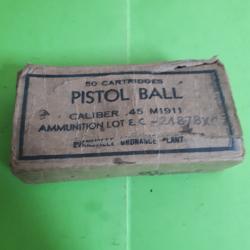 50 CARTRIDGES
PISTOL BALL
CALIBER .45 M1911
AMMUNITION LOT E.C.
EVANSVILLE ORDNANCE PLANT